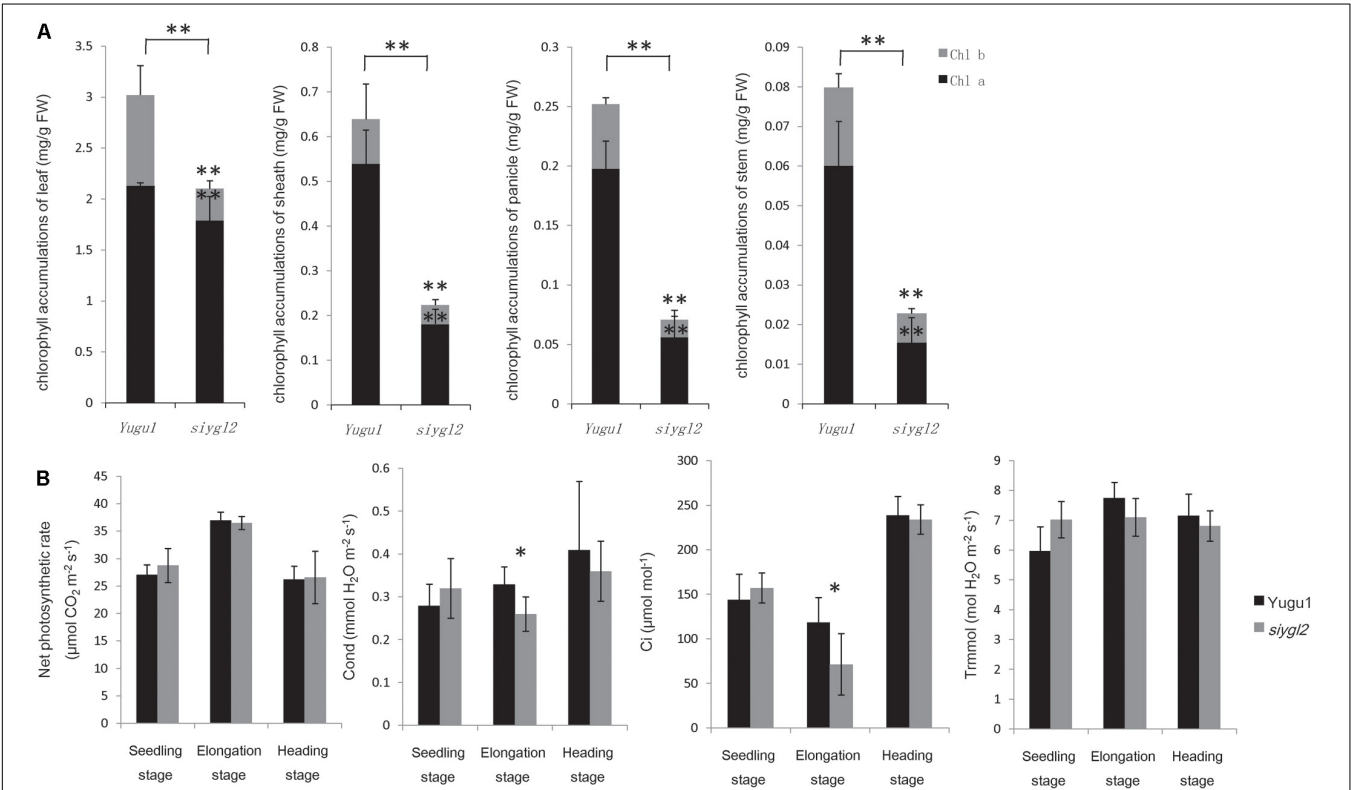 A
** ** ** **
chlorophyll accumulations of leaf (mg/g FW)
3.5
3
2.5
2
1.5
1
0.5
0
**
**
Yugu1 siygl2
chlorophyll accumulations of sheath (mg/g FW)
0.8
0.7
0.6
0.5
0.4
0.3
0.2
0.1
0
**
**
Yugu1 siygl2
chlorophyll accumulations of panicle (mg/g FW)
0.3
0.25
0.2
0.15
0.1
0.05
0
**
**
Yugu1 siygl2
chlorophyll accumulations of stem (mg/g FW)
0.09
0.08
0.07
0.06
0.05
0.04
0.03
0.02
0.01
0
**
**
Yugu1 siygl2
Chl b
Chl a
B
Net photosynthetic rate
(μmol CO2 m-2 s-1)
45
40
35
30
25
20
15
10
5
0
Seedling Elongation Heading
stage stage stage
Cond (mmol H2O m-2 s-1)
0.6
0.5
0.4
0.3
0.2
0.1
0
*
Seedling Elongation Heading
stage stage stage
Ci (μmol mol-1)
300
250
200
150
100
50
0
*
Seedling Elongation Heading
stage stage stage
Trmmol (mol H2O m-2 s-1)
9
8
7
6
5
4
3
2
1
0
Seedling Elongation Heading
stage stage stage
Yugu1
siygl2